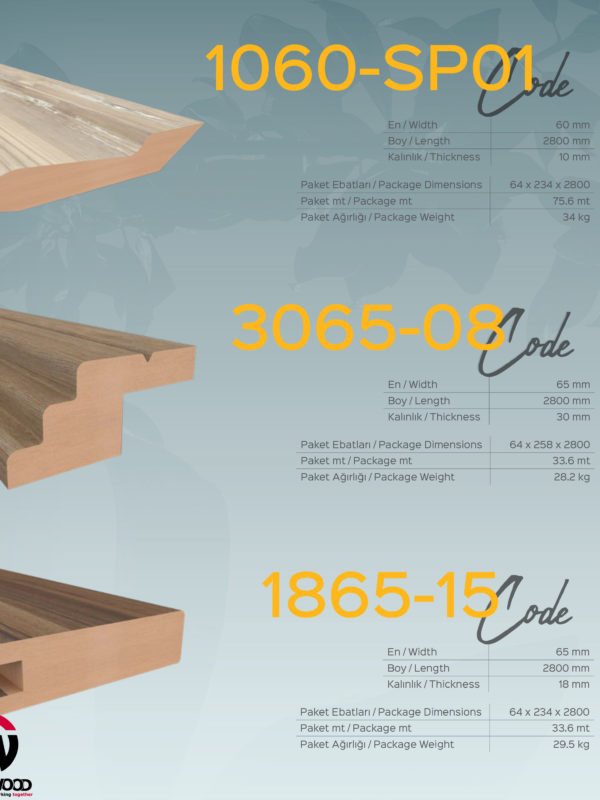 1060-SP01
Code
En / Width 60 mm
Boy / Length 2800 mm
Kalınlık / Thickness 10 mm
Paket Ebatları / Package Dimensions 64 x 234 x 2800
Paket mt / Package mt 75.6 mt
Paket Ağırlığı / Package Weight 34 kg
3065-08
Code
En / Width 65 mm
Boy / Length 2800 mm
Kalınlık / Thickness 30 mm
Paket Ebatları / Package Dimensions 64 x 258 x 2800
Paket mt / Package mt 33.6 mt
Paket Ağırlığı / Package Weight 28.2 kg
1865-15
Code
En / Width 65 mm
Boy / Length 2800 mm
Kalınlık / Thickness 18 mm
Paket Ebatları / Package Dimensions 64 x 234 x 2800
Paket mt / Package mt 33.6 mt
Paket Ağırlığı / Package Weight 29.5 kg
together